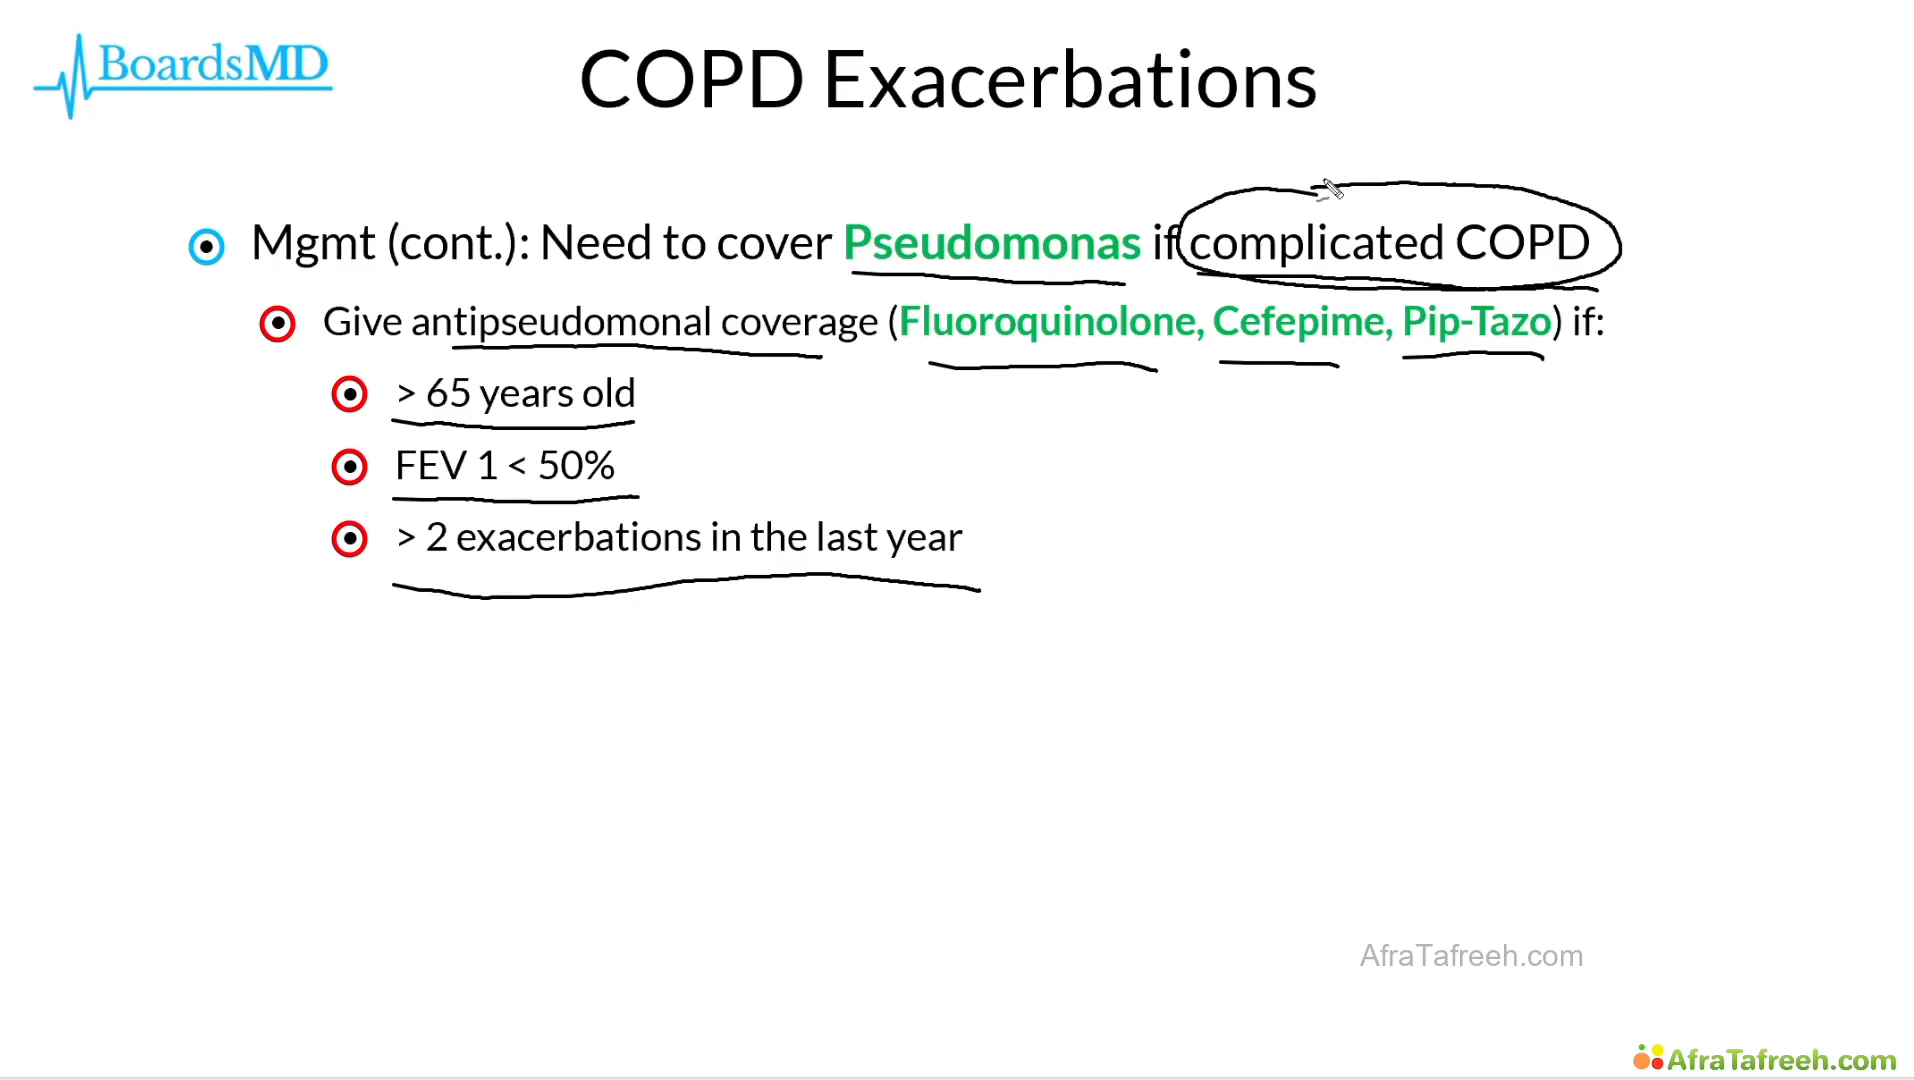 BoardsMD
COPD Exacerbations
Mgmt (cont.): Need to cover Pseudomonas if complicated COPD
Give antipseudomonal coverage (Fluoroquinolone, Cefepime, Pip-Tazo) if:
> 65 years old
FEV 1 < 50%
> 2 exacerbations in the last year
AfraTafreeh.com
AfraTafreeh.com